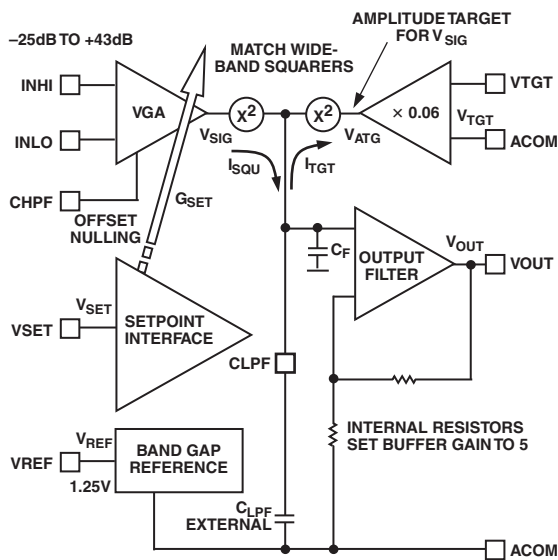 –25dB TO +43dB
MATCH WIDE-
BAND SQUARERS
AMPLITUDE TARGET
FOR VSIG
INHI
INLO
CHPF
VGA
X²
X²
VSIG
VATG
× 0.06
VTGT
VTGT
ACOM
ISQU
ITGT
OFFSET
NULLING
GSET
CF
OUTPUT
FILTER
VOUT
VOUT
VSET
VSET
SETPOINT
INTERFACE
CLPF
INTERNAL RESISTORS
SET BUFFER GAIN TO 5
VREF
VREF
1.25V
BAND GAP
REFERENCE
CLPF
EXTERNAL
ACOM